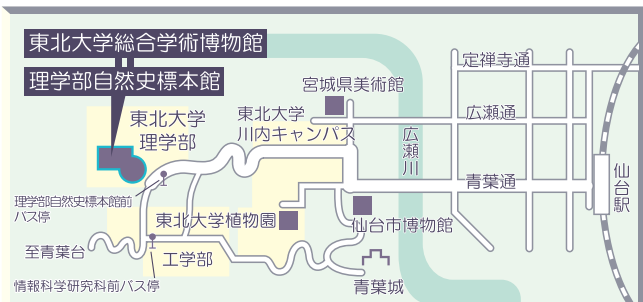 東北大学総合学術博物館
理学部自然史標本館
定禅寺通
宮城県美術館
東北大学
理学部
東北大学
川内キャンパス
広瀬通
広瀬川
仙台駅
青葉通
理学部自然史標本館前
バス停
東北大学植物園
仙台市博物館
至青葉台
工学部
情報科学研究科前バス停
青葉城